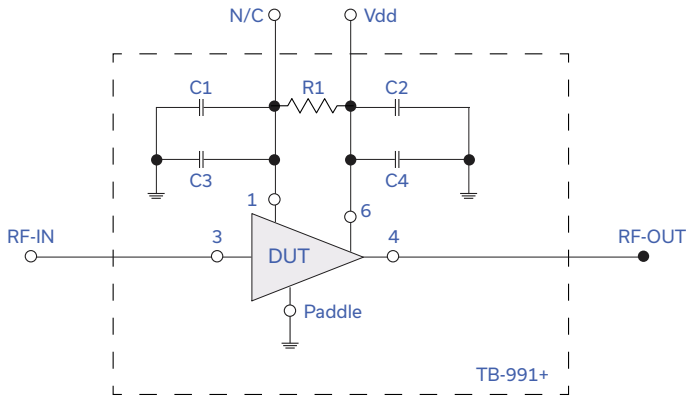 N/C
Vdd
C1
R1
C2
C3
C4
1
6
RF-IN
3
DUT
4
RF-OUT
Paddle
TB-991+